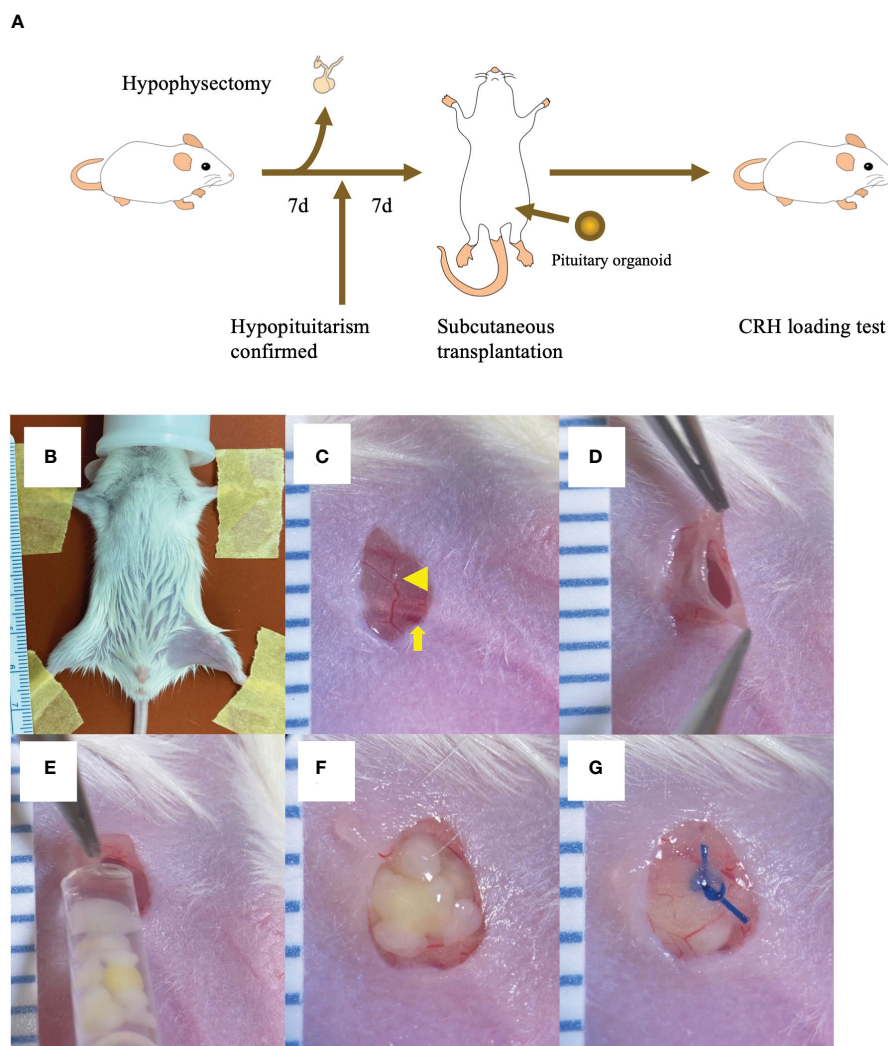 A
Hypophysectomy
7d
7d
Pituitary organoid
Hypopituitarism
confirmed
Subcutaneous
transplantation
CRH loading test
B
C
D
E
F
G